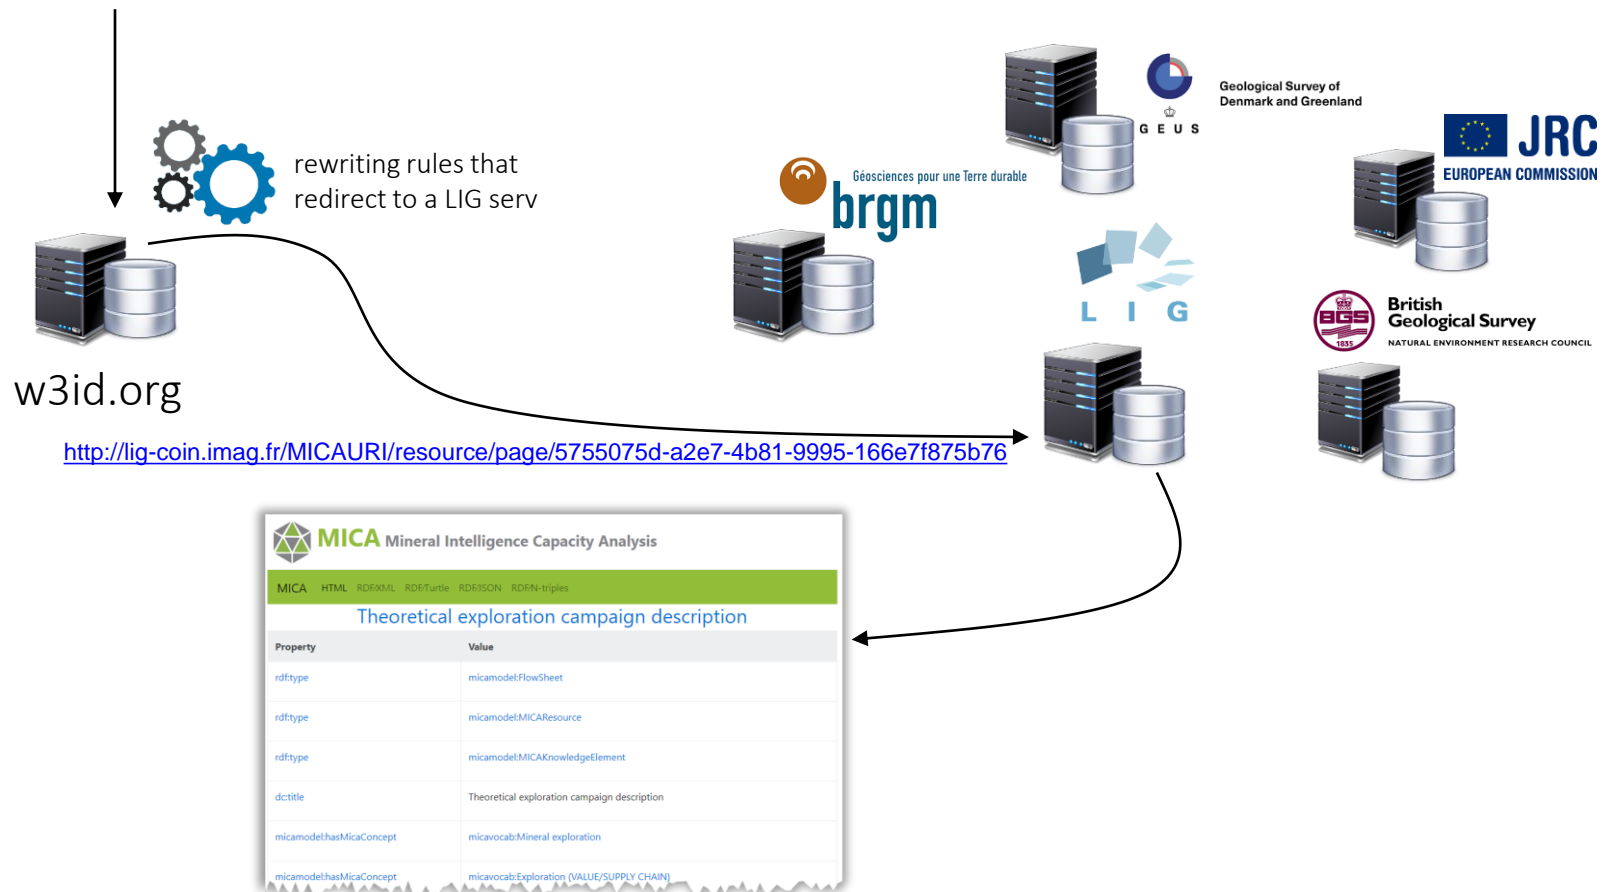 rewriting rules that
redirect to a LIG serv
w3id.org
http://lig-coin.imag.fr/MICAURI/resource/page/5755075d-a2e7-4b81-9995-166e7f875b76
Géosciences pour une Terre durable
brgm
GEUS
Geological Survey of
Denmark and Greenland
JRC
EUROPEAN COMMISSION
LIG
BGS
1835
British
Geological Survey
NATURAL ENVIRONMENT RESEARCH COUNCIL
MICA Mineral Intelligence Capacity Analysis
MICA HTML RDF/XML RDF/Turtle RDF/JSON RDF/N-triples
Theoretical exploration campaign description
Property Value
rdf:type micamodel:FlowSheet
rdf:type micamodel:MICAResource
rdf:type micamodel:MICAKnowledgeElement
dc:title Theoretical exploration campaign description
micamodel:hasMicaConcept micavocab:Mineral exploration
micamodel:hasMicaConcept micavocab:Exploration (VALUE/SUPPLY CHAIN)